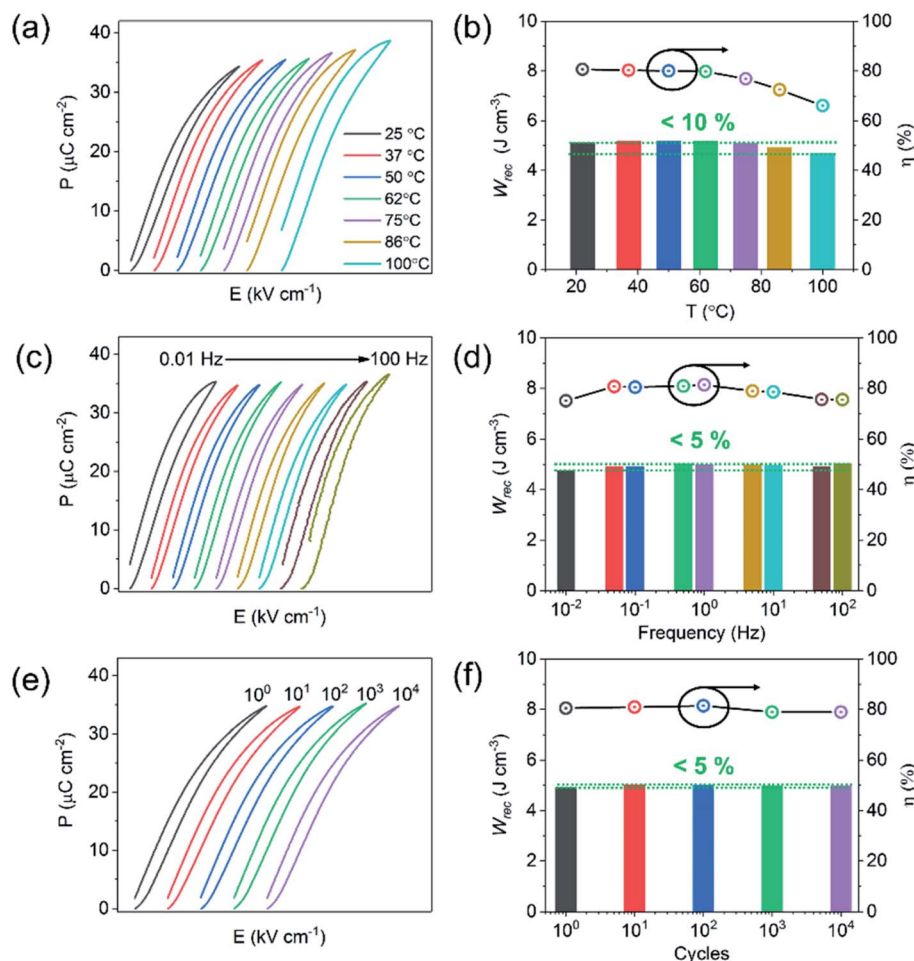 (a)
40
30
20
10
0
P (μC cm-2)
E (kV cm-1)
25 °C
37 °C
50 °C
62°C
75°C
86°C
100°C
(b)
10
8
6
4
2
0
Wrec (J cm-3)
< 10 %
100
80
60
40
20
0
η (%)
20 40 60 80 100
T (°C)
(c)
0.01 Hz 100 Hz
40
30
20
10
0
P (μC cm-2)
E (kV cm-1)
(d)
10
8
6
4
2
0
Wrec (J cm-3)
< 5 %
100
80
60
40
20
0
η (%)
10-2 10-1 100 101 102
Frequency (Hz)
(e)
100 101 102 103 104
40
30
20
10
0
P (μC cm-2)
E (kV cm-1)
(f)
10
8
6
4
2
0
Wrec (J cm-3)
< 5 %
100
80
60
40
20
0
η (%)
100 101 102 103 104
Cycles